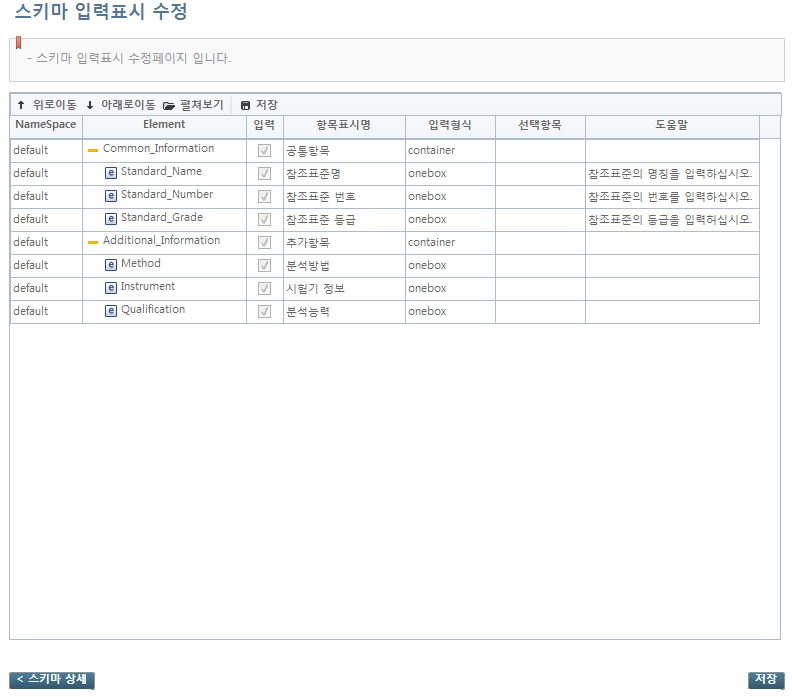 스키마 입력표시 수정
- 스키마 입력표시 수정페이지 입니다.
위로이동 아래로이동 펼쳐보기 저장
NameSpace Element 입력 항목표시명 입력형식 선택항목 도움말
default Common_Information 공통항목 container
default Standard_Name 참조표준명 onebox 참조표준의 명칭을 입력하십시오.
default Standard_Number 참조표준 번호 onebox 참조표준의 번호를 입력하십시오.
default Standard_Grade 참조표준 등급 onebox 참조표준의 등급을 입력허십시오.
default Additional_Information 추가항목 container
default Method 분석방법 onebox
default Instrument 시험기 정보 onebox
default Qualification 분석능력 onebox
< 스키마 상세 저장